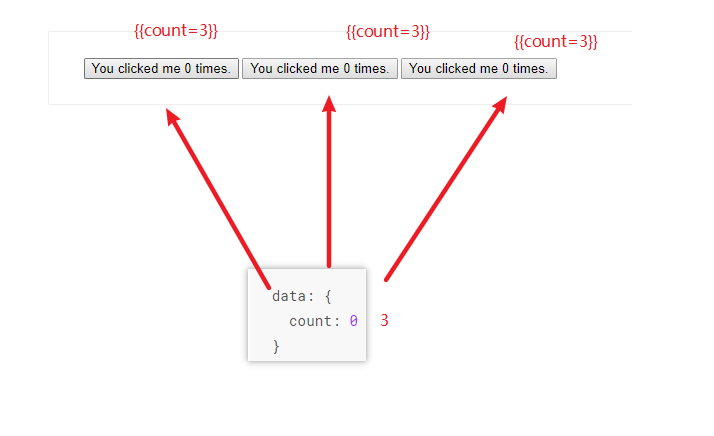 {{count=3}} {{count=3}} {{count=3}}
You clicked me 0 times. You clicked me 0 times. You clicked me 0 times.
data: {
count: 0 3
}